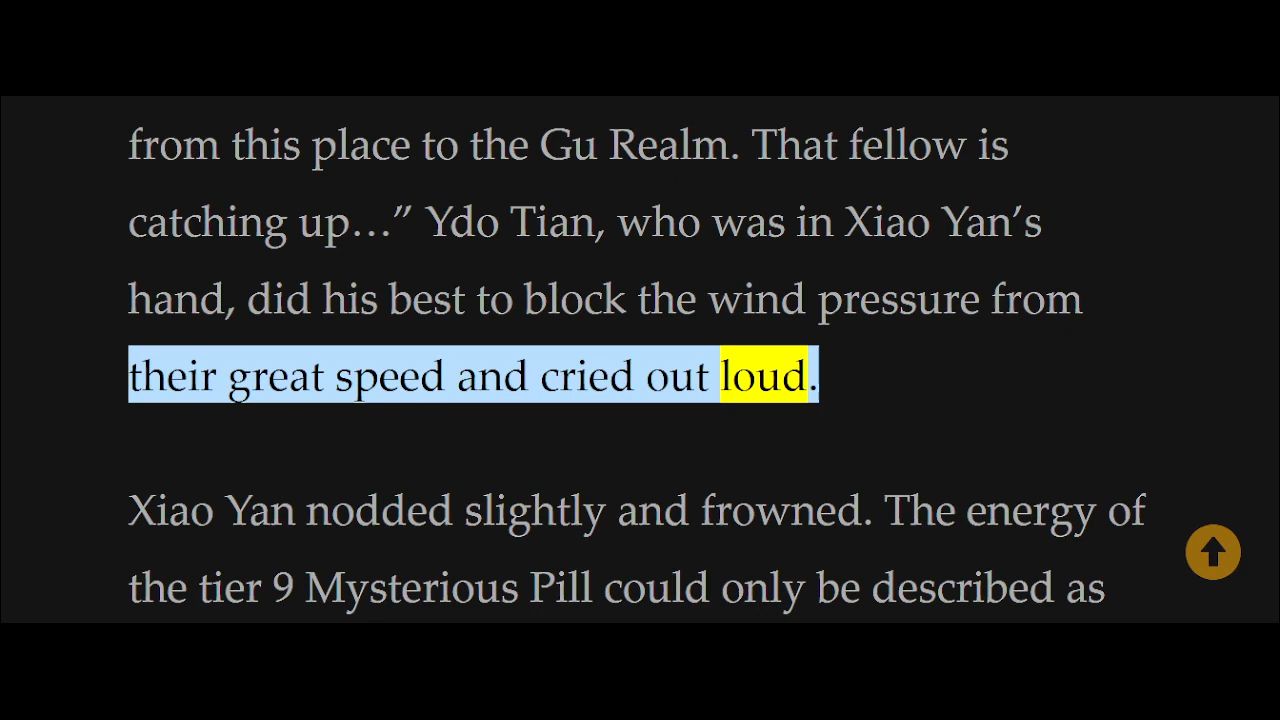 from this place to the Gu Realm. That fellow is
catching up…” Ydo Tian, who was in Xiao Yan’s
hand, did his best to block the wind pressure from
their great speed and cried out loud.
Xiao Yan nodded slightly and frowned. The energy of
the tier 9 Mysterious Pill could only be described as